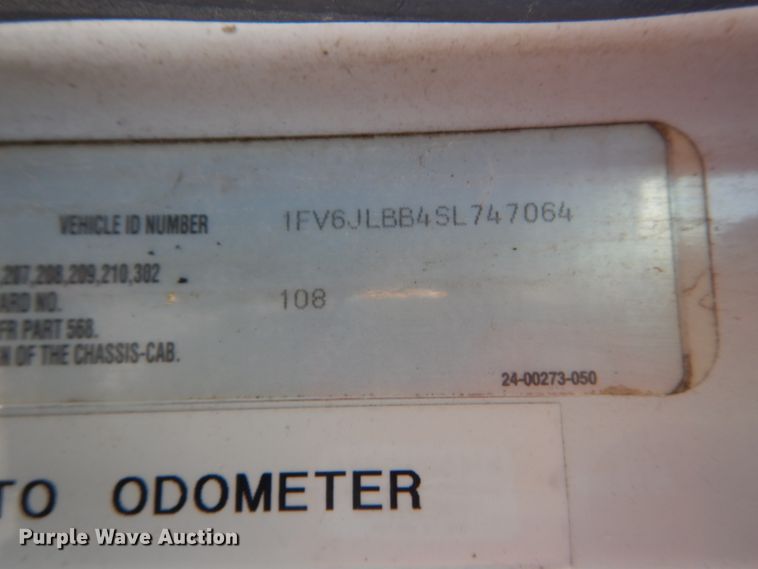 VEHICLE ID NUMBER 1FV6JLBB4SL747064
,207,208,209,210,302
ARD NO. 108
FR PART 568.
N OF THE CHASSIS-CAB.
24-00273-050
TO ODOMETER
Purple Wave Auction